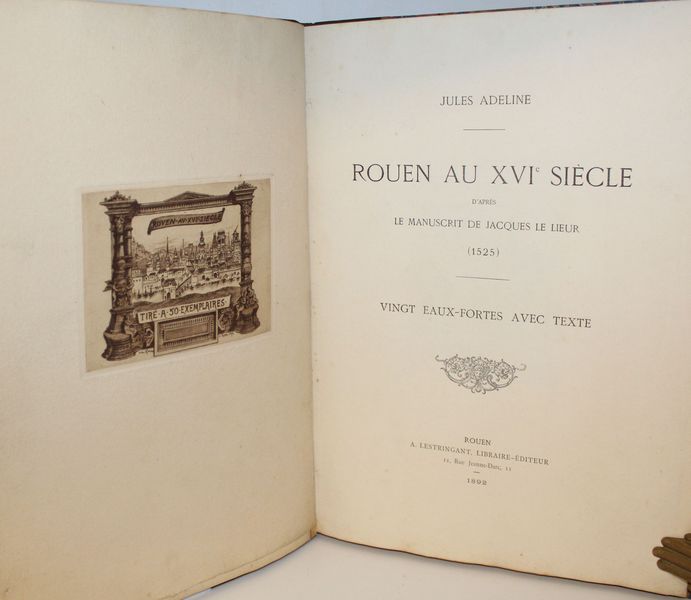 ROUEN-AU-XVI-SIÈCLE
TIRÉ-A-50-EXEMPLAIRES-
JULES ADELINE
ROUEN AU XVIe SIÈCLE
D'APRÈS
LE MANUSCRIT DE JACQUES LE LIEUR
(1525)
VINGT EAUX-FORTES AVEC TEXTE
ROUEN
A. LESTRINGANT, LIBRAIRE-ÉDITEUR
11, Rue Jeanne-Darc, 11
1892